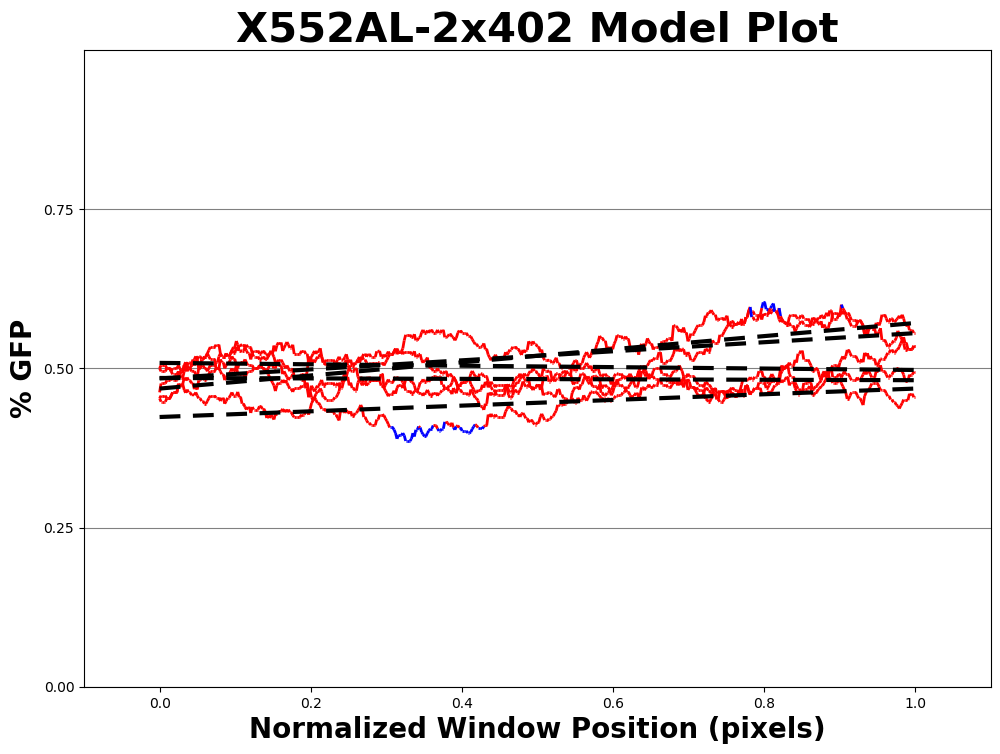 X552AL-2x402 Model Plot
% GFP
0.75
0.50
0.25
0.00
0.0 0.2 0.4 0.6 0.8 1.0
Normalized Window Position (pixels)